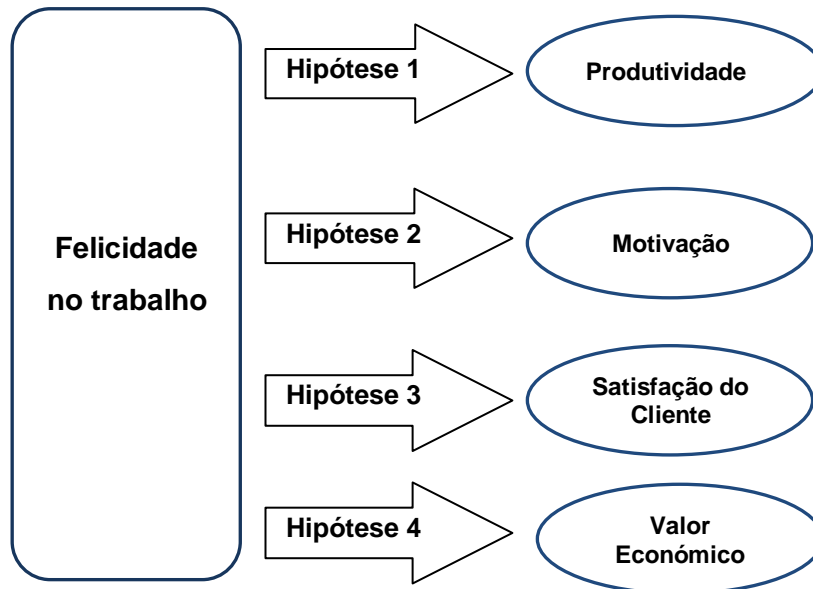 Felicidade
no trabalho
Hipótese 1
Produtividade
Hipótese 2
Motivação
Hipótese 3
Satisfação do
Cliente
Hipótese 4
Valor
Económico